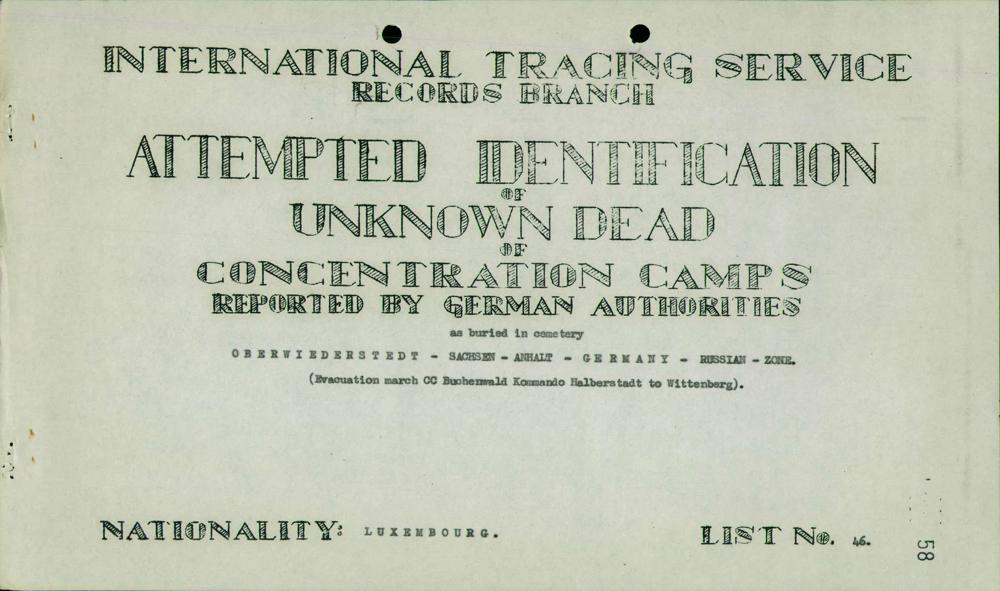 INTERNATIONAL TRACING SERVICE
RECORDS BRANCH
ATTEMPTED IDENTIFICATION
OF
UNKNOWN DEAD
OF
CONCENTRATION CAMPS
REPORTED BY GERMAN AUTHORITIES
as buried in cemetery
OBERWIEDERSTEDT - SACHSEN - ANHALT - GERMANY - RUSSIAN - ZONE.
(Evacuation march CC Buchenwald Kommando Halberstadt to Wittenberg).
NATIONALITY: LUXEMBOURG. LIST No. 46.
58